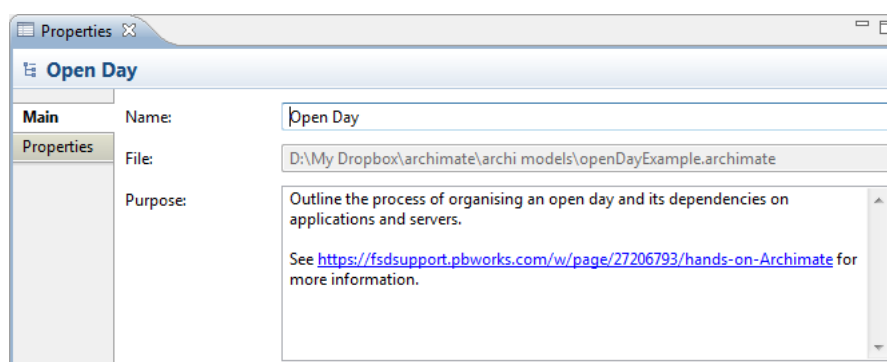 Properties
Open Day
Main
Name:
Open Day
Properties
File:
D:\My Dropbox\archimate\archi models\openDayExample.archimate
Purpose:
Outline the process of organising an open day and its dependencies on
applications and servers.
See https://fsdsupport.pbworks.com/w/page/27206793/hands-on-Archimate for
more information.